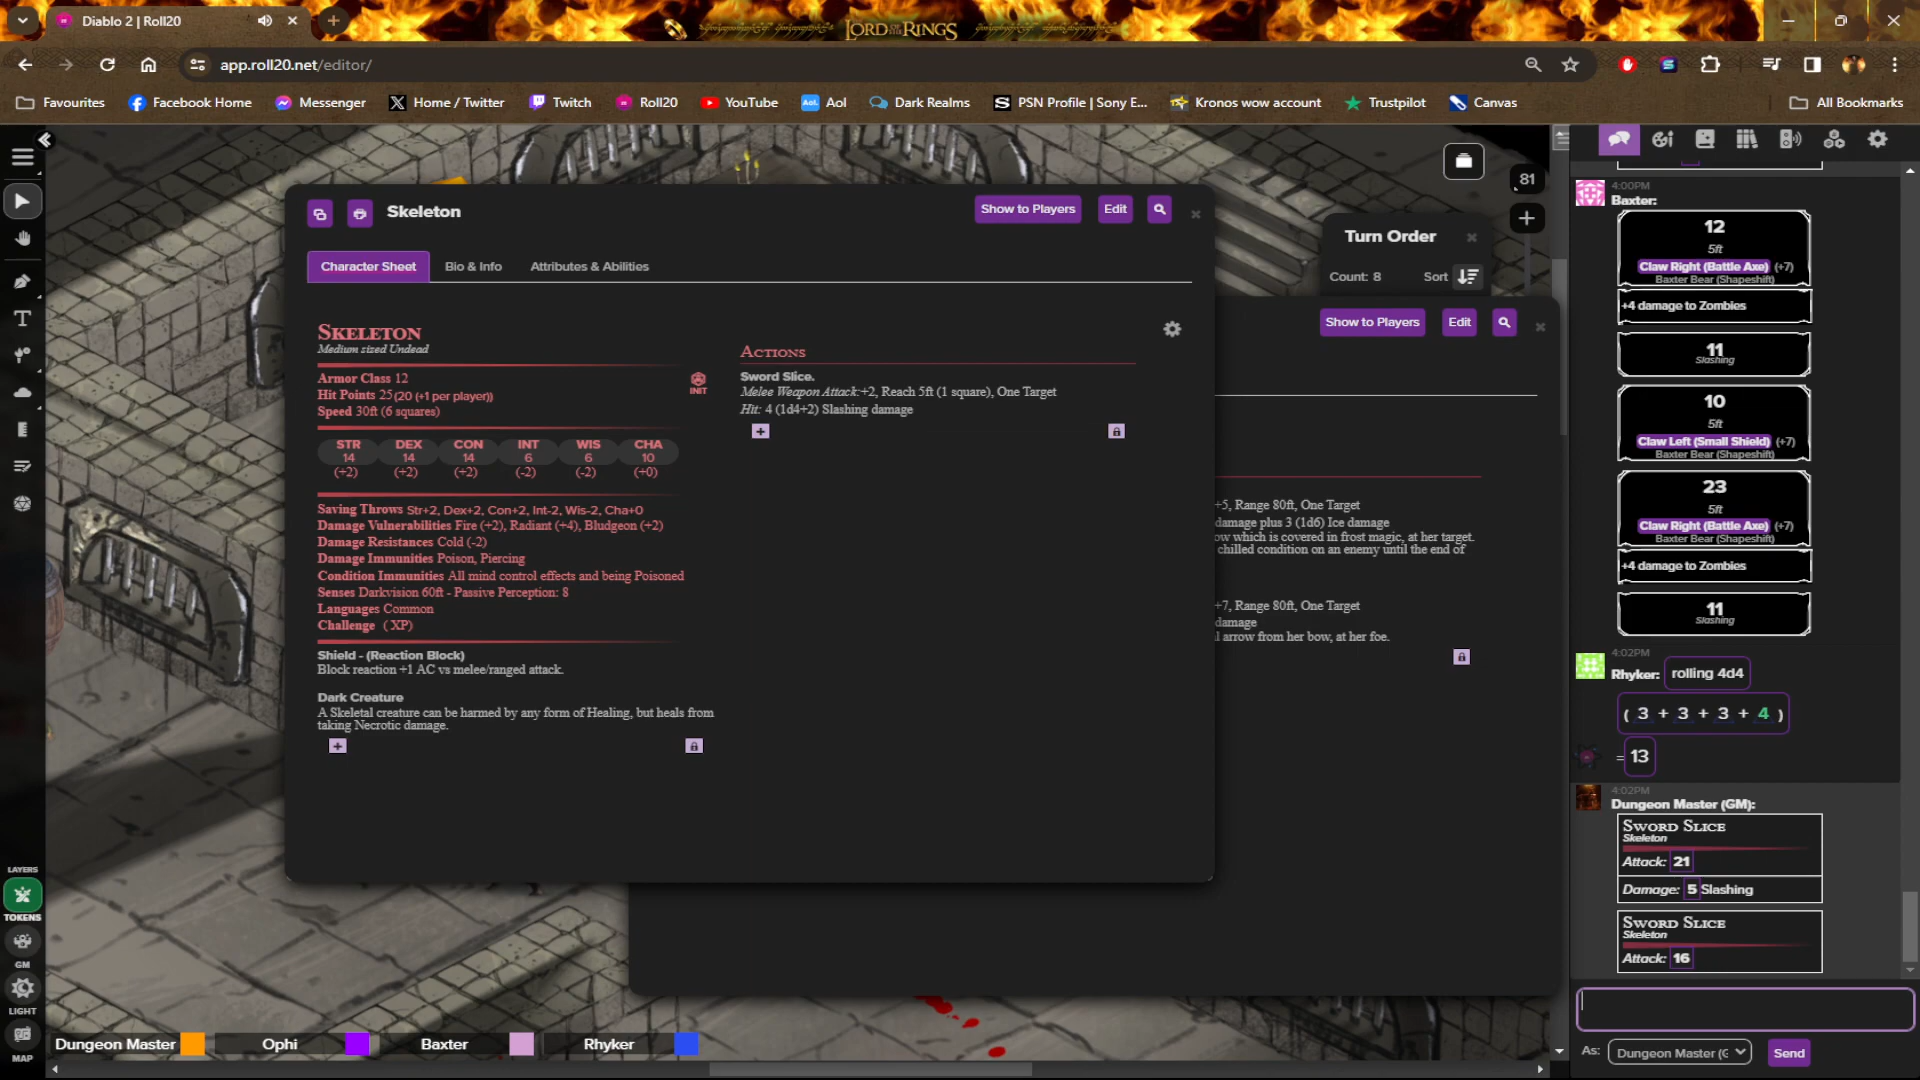 Diablo 2 | Roll20
THE LORD OF THE RINGS
app.roll20.net/editor/
Favourites
Facebook Home
Messenger
Home / Twitter
Twitch
Roll20
YouTube
Aol
Dark Realms
PSN Profile | Sony E...
Kronos wow account
Trustpilot
Canvas
All Bookmarks
Skeleton
Show to Players
Edit
Character Sheet
Bio & Info
Attributes & Abilities
SKELETON
Medium sized Undead
Armor Class 12
Hit Points 25(20 (+1 per player))
Speed 30ft (6 squares)
INIT
STR DEX CON INT WIS CHA
14 14 14 6 6 10
(+2) (+2) (+2) (-2) (-2) (+0)
Saving Throws Str+2, Dex+2, Con+2, Int-2, Wis-2, Cha+0
Damage Vulnerabilities Fire (+2), Radiant (+4), Bludgeon (+2)
Damage Resistances Cold (-2)
Damage Immunities Poison, Piercing
Condition Immunities All mind control effects and being Poisoned
Senses Darkvision 60ft - Passive Perception: 8
Languages Common
Challenge ( XP)
Shield - (Reaction Block)
Block reaction +1 AC vs melee/ranged attack.
Dark Creature
A Skeletal creature can be harmed by any form of Healing, but heals from
taking Necrotic damage.
ACTIONS
Sword Slice.
Melee Weapon Attack:+2, Reach 5ft (1 square), One Target
Hit: 4 (1d4+2) Slashing damage
81
Turn Order
Count: 8
Sort
Show to Players
Edit
+5, Range 80ft, One Target
damage plus 3 (1d6) Ice damage
ow which is covered in frost magic, at her target.
chilled condition on an enemy until the end of
+7, Range 80ft, One Target
damage
l arrow from her bow, at her foe.
4:00PM
Baxter:
12
5ft
Claw Right (Battle Axe) (+7)
Baxter Bear (Shapeshift)
+4 damage to Zombies
11
Slashing
10
5ft
Claw Left (Small Shield) (+7)
Baxter Bear (Shapeshift)
23
5ft
Claw Right (Battle Axe) (+7)
Baxter Bear (Shapeshift)
+4 damage to Zombies
11
Slashing
4:02PM
Rhyker: rolling 4d4
( 3 + 3 + 3 + 4 )
=13
4:02PM
Dungeon Master (GM):
SWORD SLICE
Skeleton
Attack: 21
Damage: 5 Slashing
SWORD SLICE
Skeleton
Attack: 16
As: Dungeon Master (G
Send
LAYERS
TOKENS
GM
LIGHT
MAP
Dungeon Master
Ophi
Baxter
Rhyker